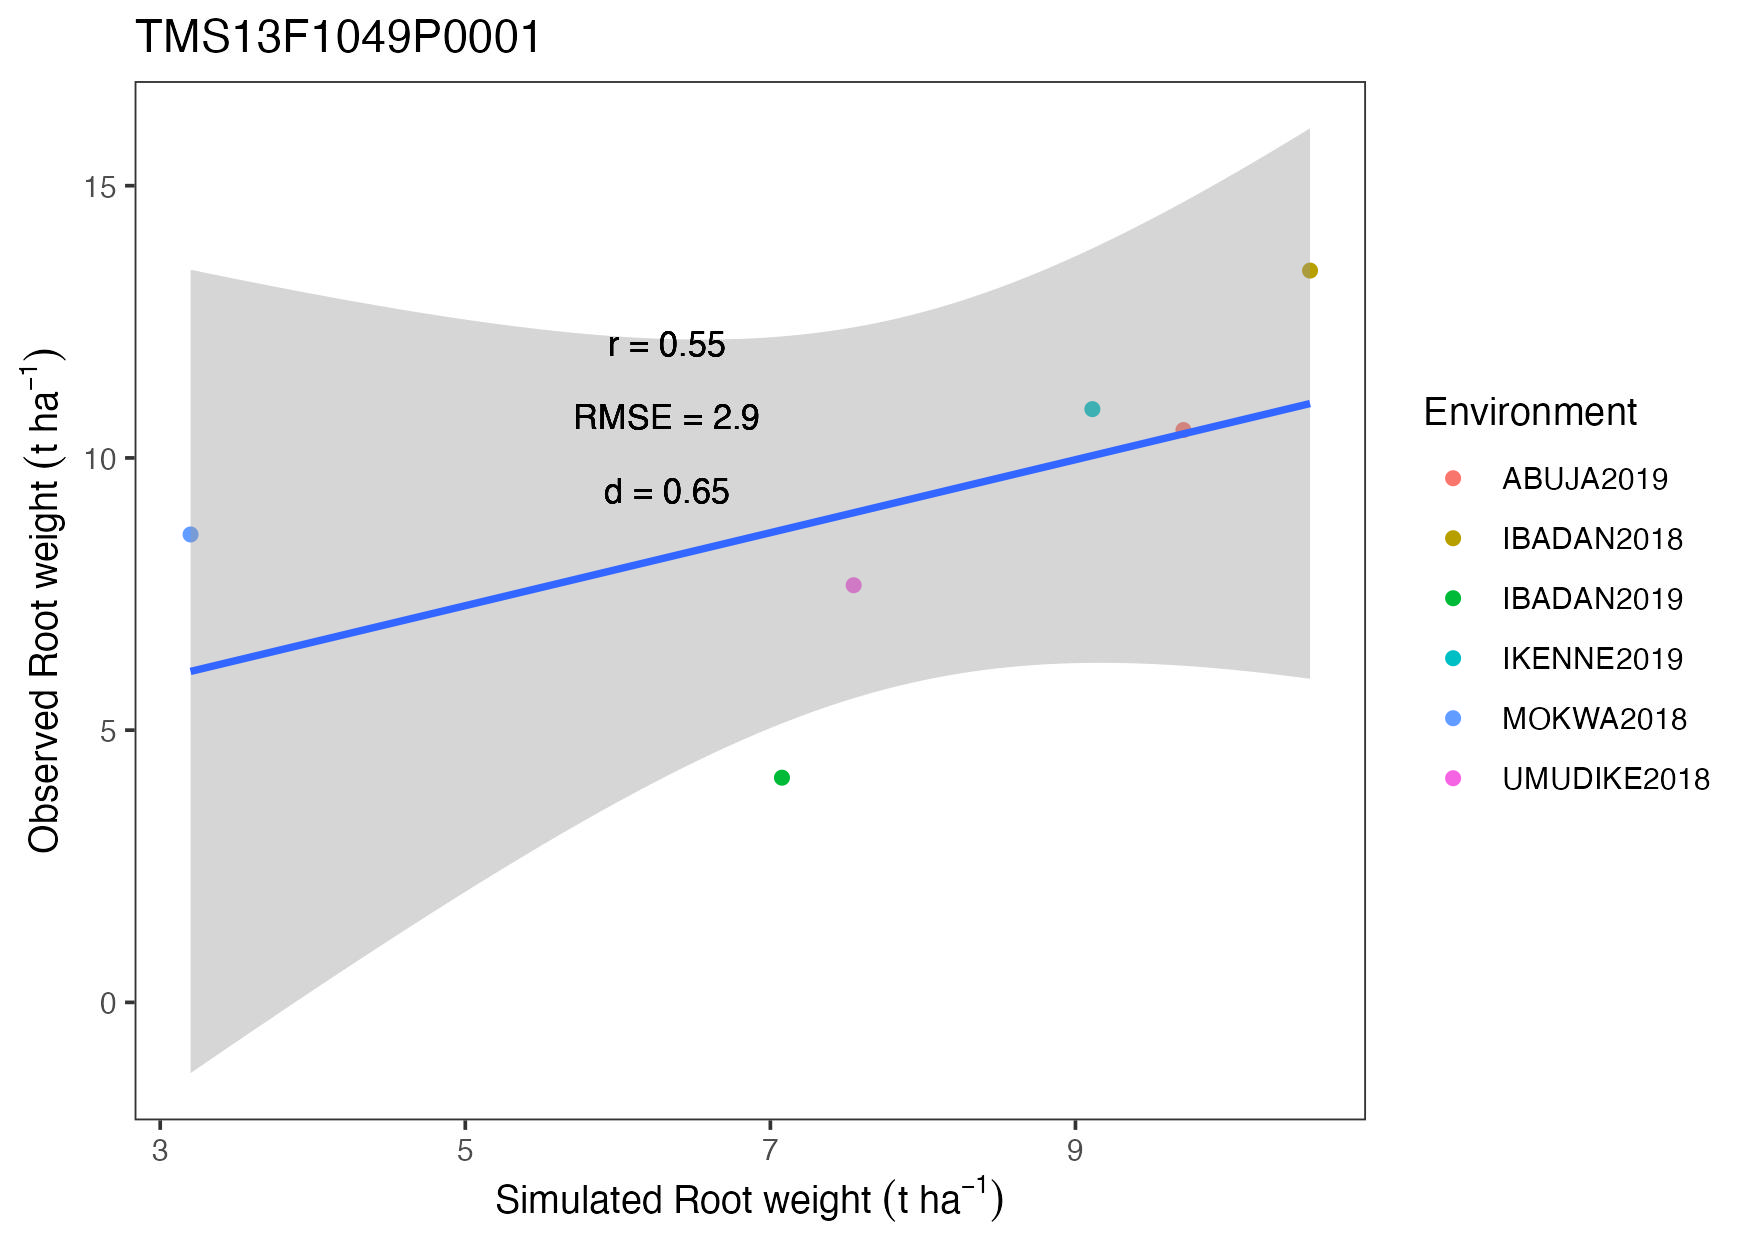 TMS13F1049P0001
15
10
5
0
Observed Root weight (t ha⁻¹)
r = 0.55
RMSE = 2.9
d = 0.65
3 5 7 9
Simulated Root weight (t ha⁻¹)
Environment
ABUJA2019
IBADAN2018
IBADAN2019
IKENNE2019
MOKWA2018
UMUDIKE2018